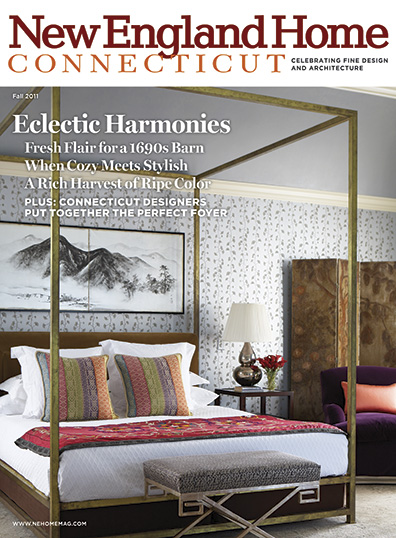 New England Home
CONNECTICUT
CELEBRATING FINE DESIGN
AND ARCHITECTURE
Fall 2011
Eclectic Harmonies
Fresh Flair for a 1690s Barn
When Cozy Meets Stylish
A Rich Harvest of Ripe Color
PLUS: CONNECTICUT DESIGNERS
PUT TOGETHER THE PERFECT FOYER
WWW.NEHOMEMAG.COM